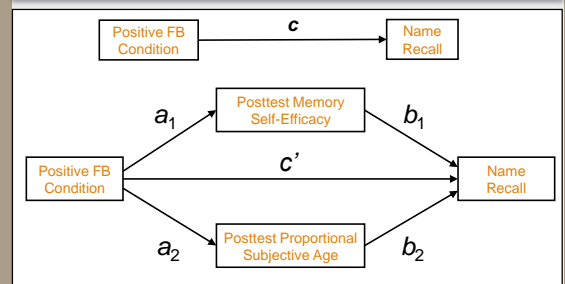 c
Positive FB
Condition
Name
Recall
Posttest Memory
Self-Efficacy
a1
b1
Positive FB
Condition
c’
Name
Recall
a2
b2
Posttest Proportional
Subjective Age